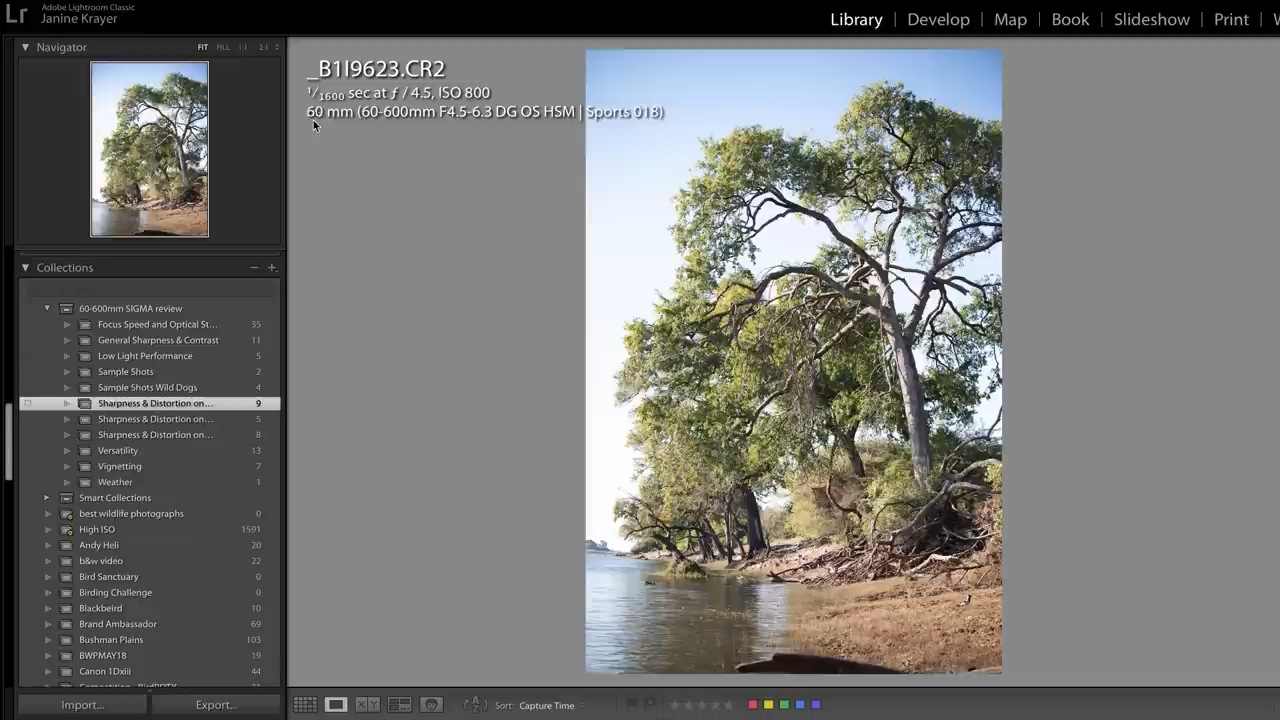 Lr
Adobe Lightroom Classic
Janine Krayer
Library | Develop | Map | Book | Slideshow | Print |
Navigator
FIT FILL 1:1 2:1
_B1I9623.CR2
1/1600 sec at ƒ / 4.5, ISO 800
60 mm (60-600mm F4.5-6.3 DG OS HSM | Sports 018)
Collections
60-600mm SIGMA review
Focus Speed and Optical St... 35
General Sharpness & Contrast 11
Low Light Performance 5
Sample Shots 2
Sample Shots Wild Dogs 4
Sharpness & Distortion on... 9
Sharpness & Distortion on... 5
Sharpness & Distortion on... 8
Versatility 13
Vignetting 7
Weather 1
Smart Collections
best wildlife photographs 0
High ISO 1591
Andy Heli 20
b&w video 22
Bird Sanctuary 0
Birding Challenge 0
Blackbeird 10
Brand Ambassador 69
Bushman Plains 103
BWPMAY18 19
Canon 1Dxiii 44
Import...
Export...
XY
Sort: Capture Time